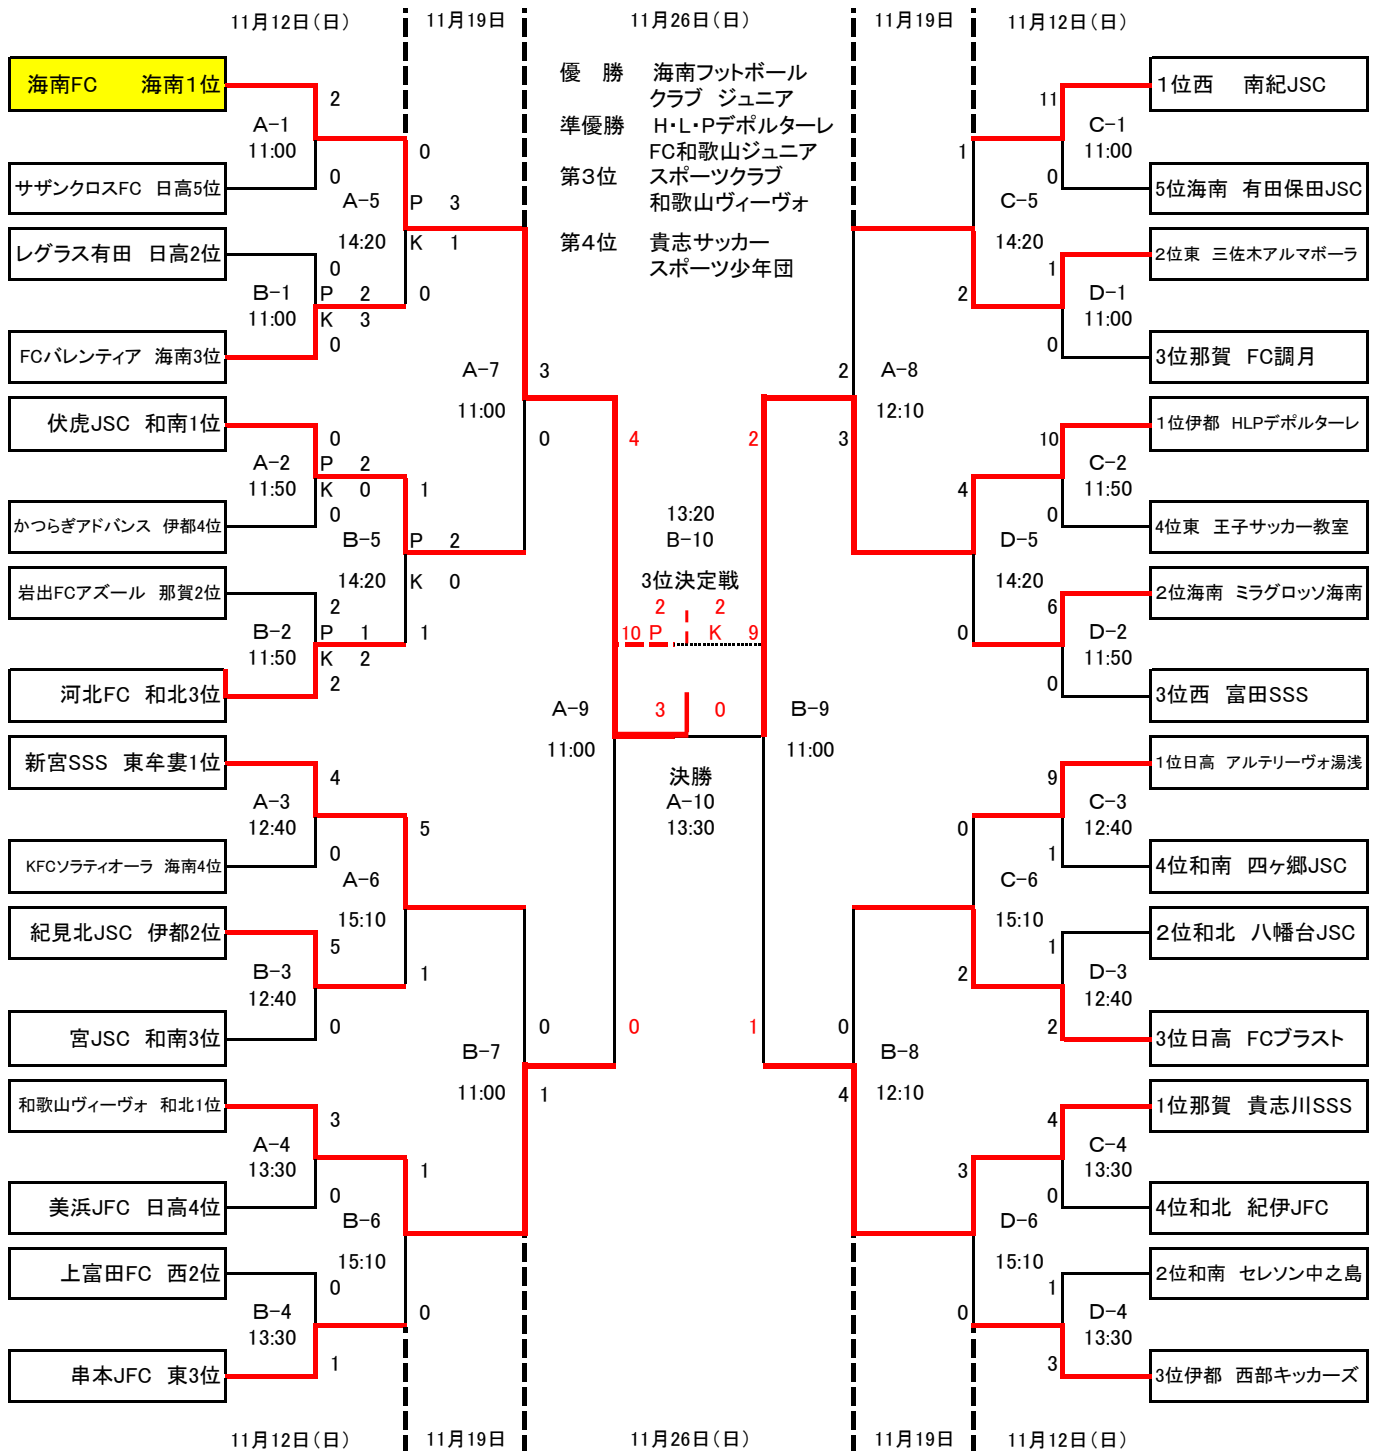 11月12日(日)　11月19日　11月26日(日)　11月19日　11月12日(日)
優　勝　海南フットボール
クラブ　ジュニア
準優勝　H・L・Pデポルターレ
FC和歌山ジュニア
第3位　スポーツクラブ
和歌山ヴィーヴォ
第4位　貴志サッカー
スポーツ少年団
海南FC　海南1位
2
A-1
11:00
0
サザンクロスFC　日高5位
0
A-5
P 3
14:20
K 1
レグラス有田　日高2位
0
B-1
P 2
11:00
K 3
0
0
FCバレンティア　海南3位
A-7
3
11:00
0
伏虎JSC　和南1位
0
A-2
P 2
11:50
K 0
0
かつらぎアドバンス　伊都4位
1
B-5
P 2
14:20
K 0
岩出FCアズール　那賀2位
2
B-2
P 1
11:50
K 2
1
2
河北FC　和北3位
A-9
11:00
新宮SSS　東牟婁1位
4
A-3
12:40
0
KFCソラティオーラ　海南4位
5
A-6
15:10
1
紀見北JSC　伊都2位
5
B-3
12:40
0
宮JSC　和南3位
0
B-7
11:00
1
和歌山ヴィーヴォ　和北1位
3
A-4
13:30
0
美浜JFC　日高4位
1
B-6
15:10
0
上富田FC　西2位
0
B-4
13:30
1
串本JFC　東3位
4　2
13:20
B-10
3位決定戦
2　2
10 P　K 9
3　0
決勝
A-10
13:30
0　1
1位西　南紀JSC
11
C-1
11:00
0
5位海南　有田保田JSC
1
C-5
14:20
2
2位東　三佐木アルマボーラ
1
D-1
11:00
0
3位那賀　FC調月
2
A-8
12:10
3
1位伊都　HLPデポルターレ
10
C-2
11:50
0
4位東　王子サッカー教室
4
D-5
14:20
0
2位海南　ミラグロッソ海南
6
D-2
11:50
0
3位西　富田SSS
B-9
11:00
1位日高　アルテリーヴォ湯浅
9
C-3
12:40
1
4位和南　四ヶ郷JSC
0
C-6
15:10
2
2位和北　八幡台JSC
1
D-3
12:40
2
3位日高　FCブラスト
0
B-8
12:10
4
1位那賀　貴志川SSS
4
C-4
13:30
0
4位和北　紀伊JFC
3
D-6
15:10
0
2位和南　セレソン中之島
1
D-4
13:30
3
3位伊都　西部キッカーズ
11月12日(日)　11月19日　11月26日(日)　11月19日　11月12日(日)